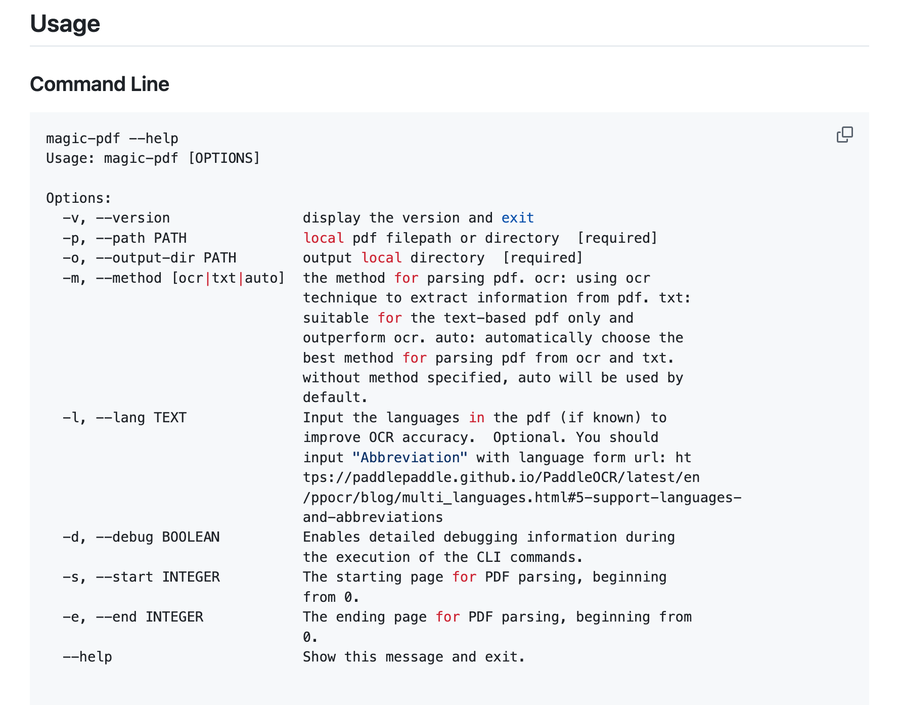 Usage
Command Line
magic-pdf --help
Usage: magic-pdf [OPTIONS]
Options:
-v, --version display the version and exit
-p, --path PATH local pdf filepath or directory [required]
-o, --output-dir PATH output local directory [required]
-m, --method [ocr|txt|auto] the method for parsing pdf. ocr: using ocr
technique to extract information from pdf. txt:
suitable for the text-based pdf only and
outperform ocr. auto: automatically choose the
best method for parsing pdf from ocr and txt.
without method specified, auto will be used by
default.
-l, --lang TEXT Input the languages in the pdf (if known) to
improve OCR accuracy. Optional. You should
input "Abbreviation" with language form url: ht
tps://paddlepaddle.github.io/PaddleOCR/latest/en
/ppocr/blog/multi_languages.html#5-support-languages-
and-abbreviations
-d, --debug BOOLEAN Enables detailed debugging information during
the execution of the CLI commands.
-s, --start INTEGER The starting page for PDF parsing, beginning
from 0.
-e, --end INTEGER The ending page for PDF parsing, beginning from
0.
--help Show this message and exit.